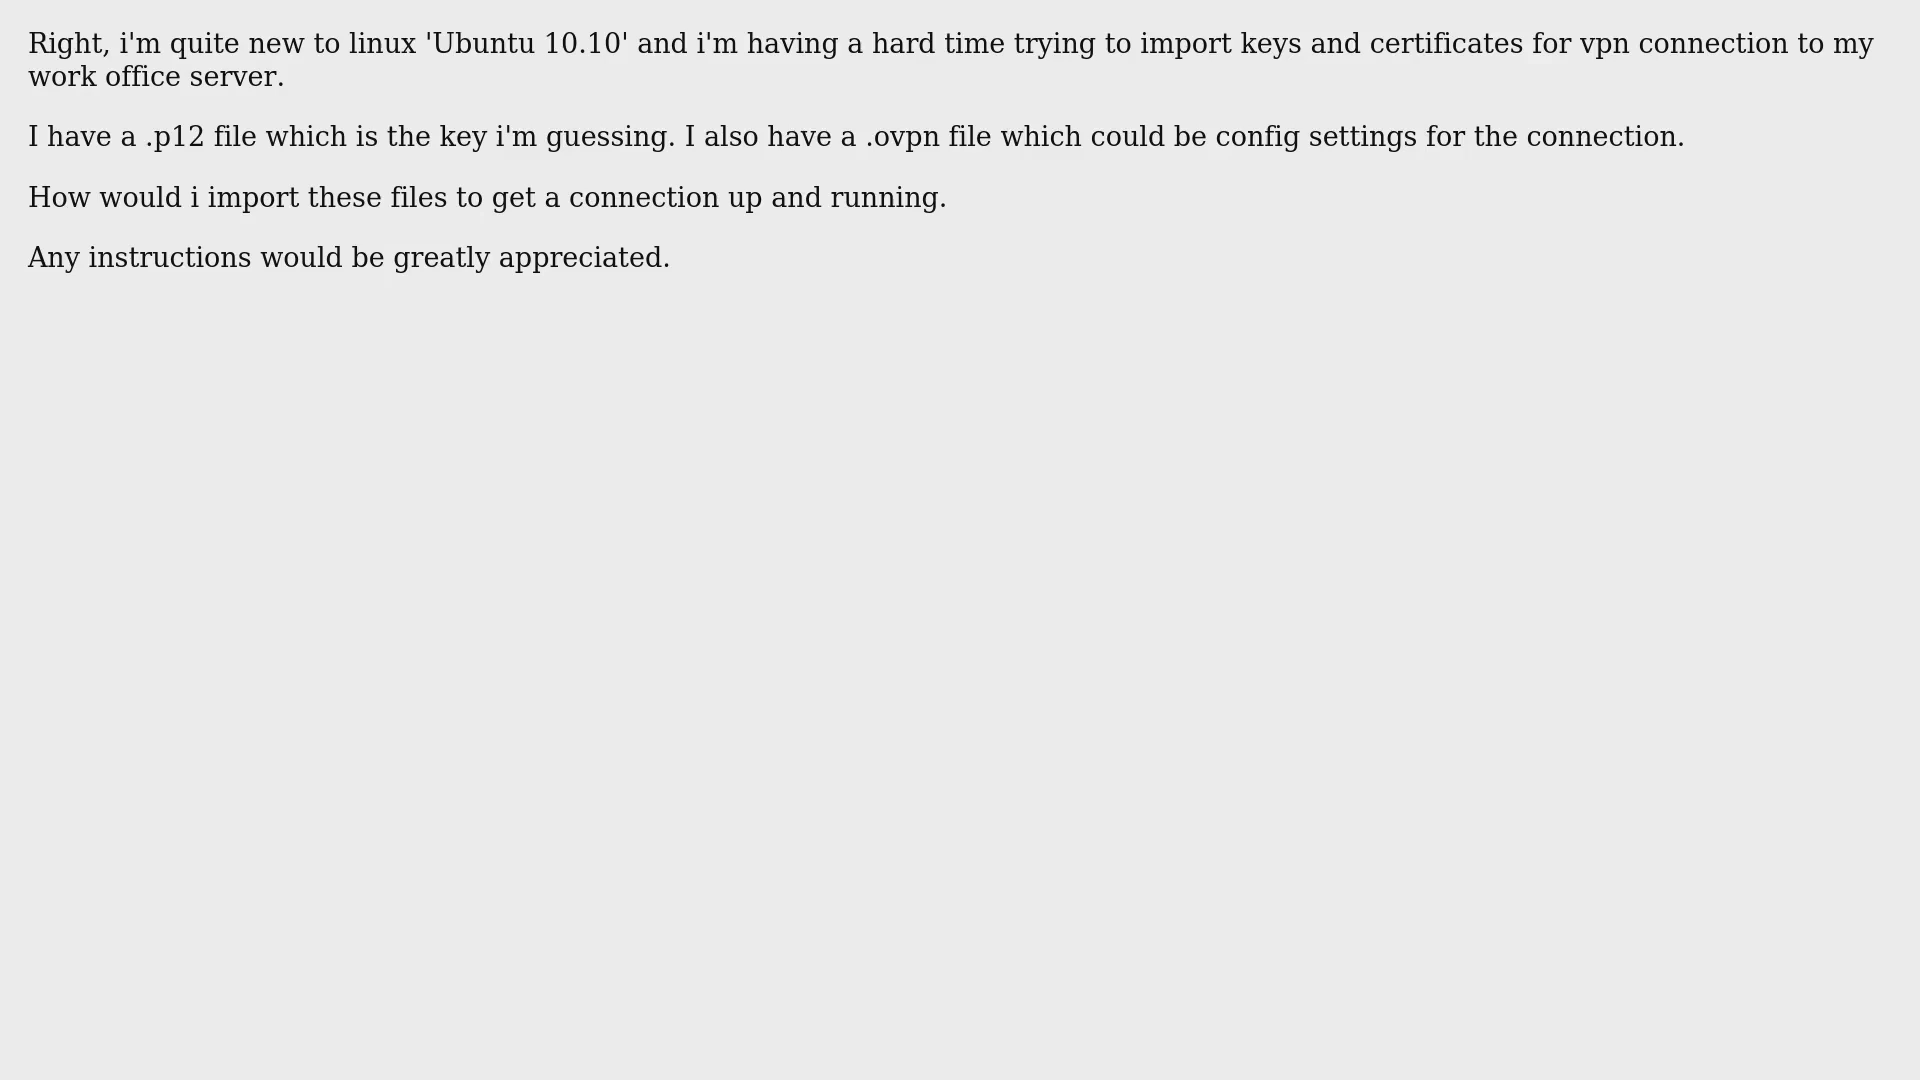 Right, i'm quite new to linux 'Ubuntu 10.10' and i'm having a hard time trying to import keys and certificates for vpn connection to my
work office server.
I have a .p12 file which is the key i'm guessing. I also have a .ovpn file which could be config settings for the connection.
How would i import these files to get a connection up and running.
Any instructions would be greatly appreciated.